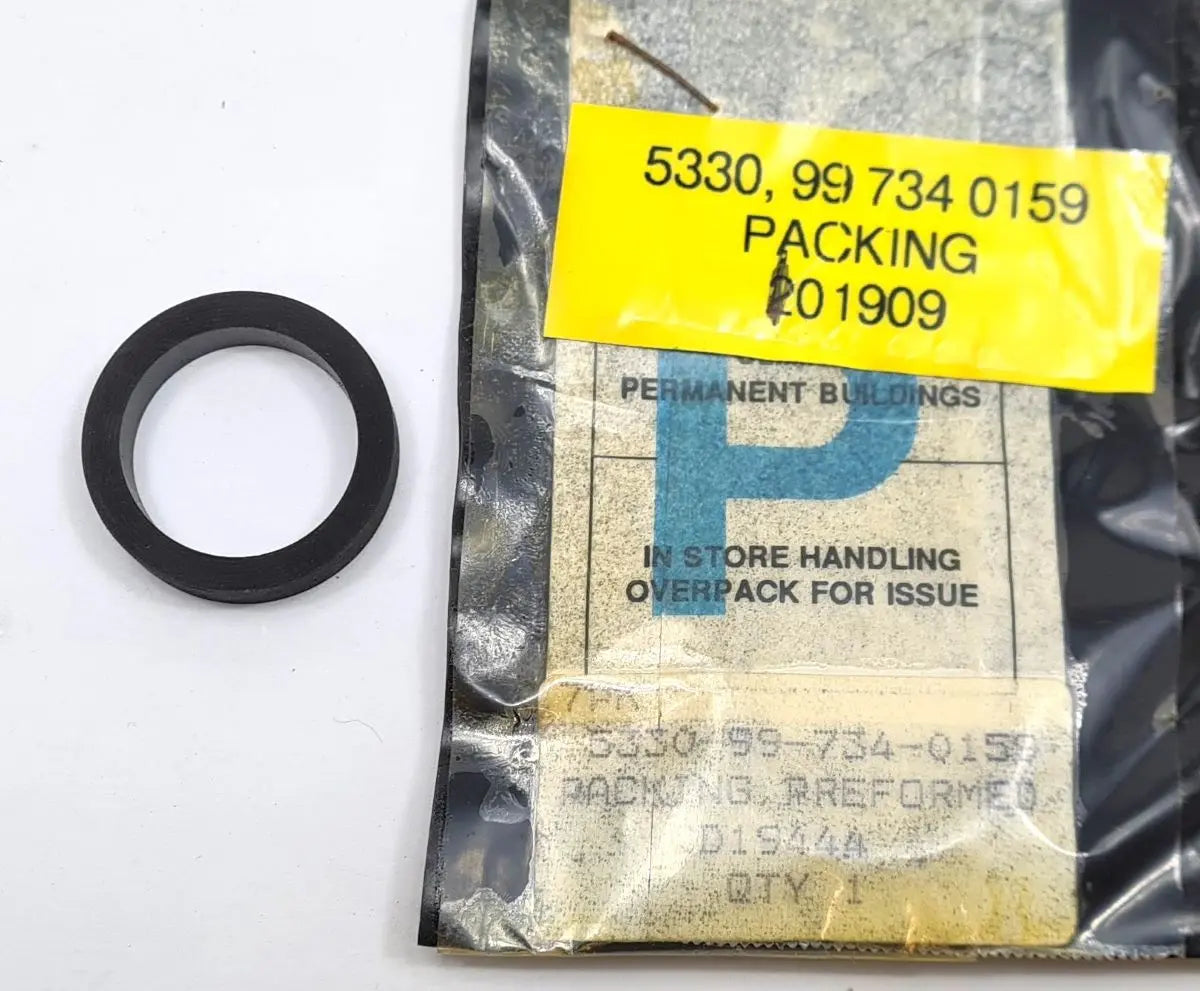 5330, 99 734 0159
PACKING
201909
PERMANENT BUILDINGS
P
IN STORE HANDLING
OVERPACK FOR ISSUE
5330-99-734-0159
PACKING PREFORMED
QTY 1